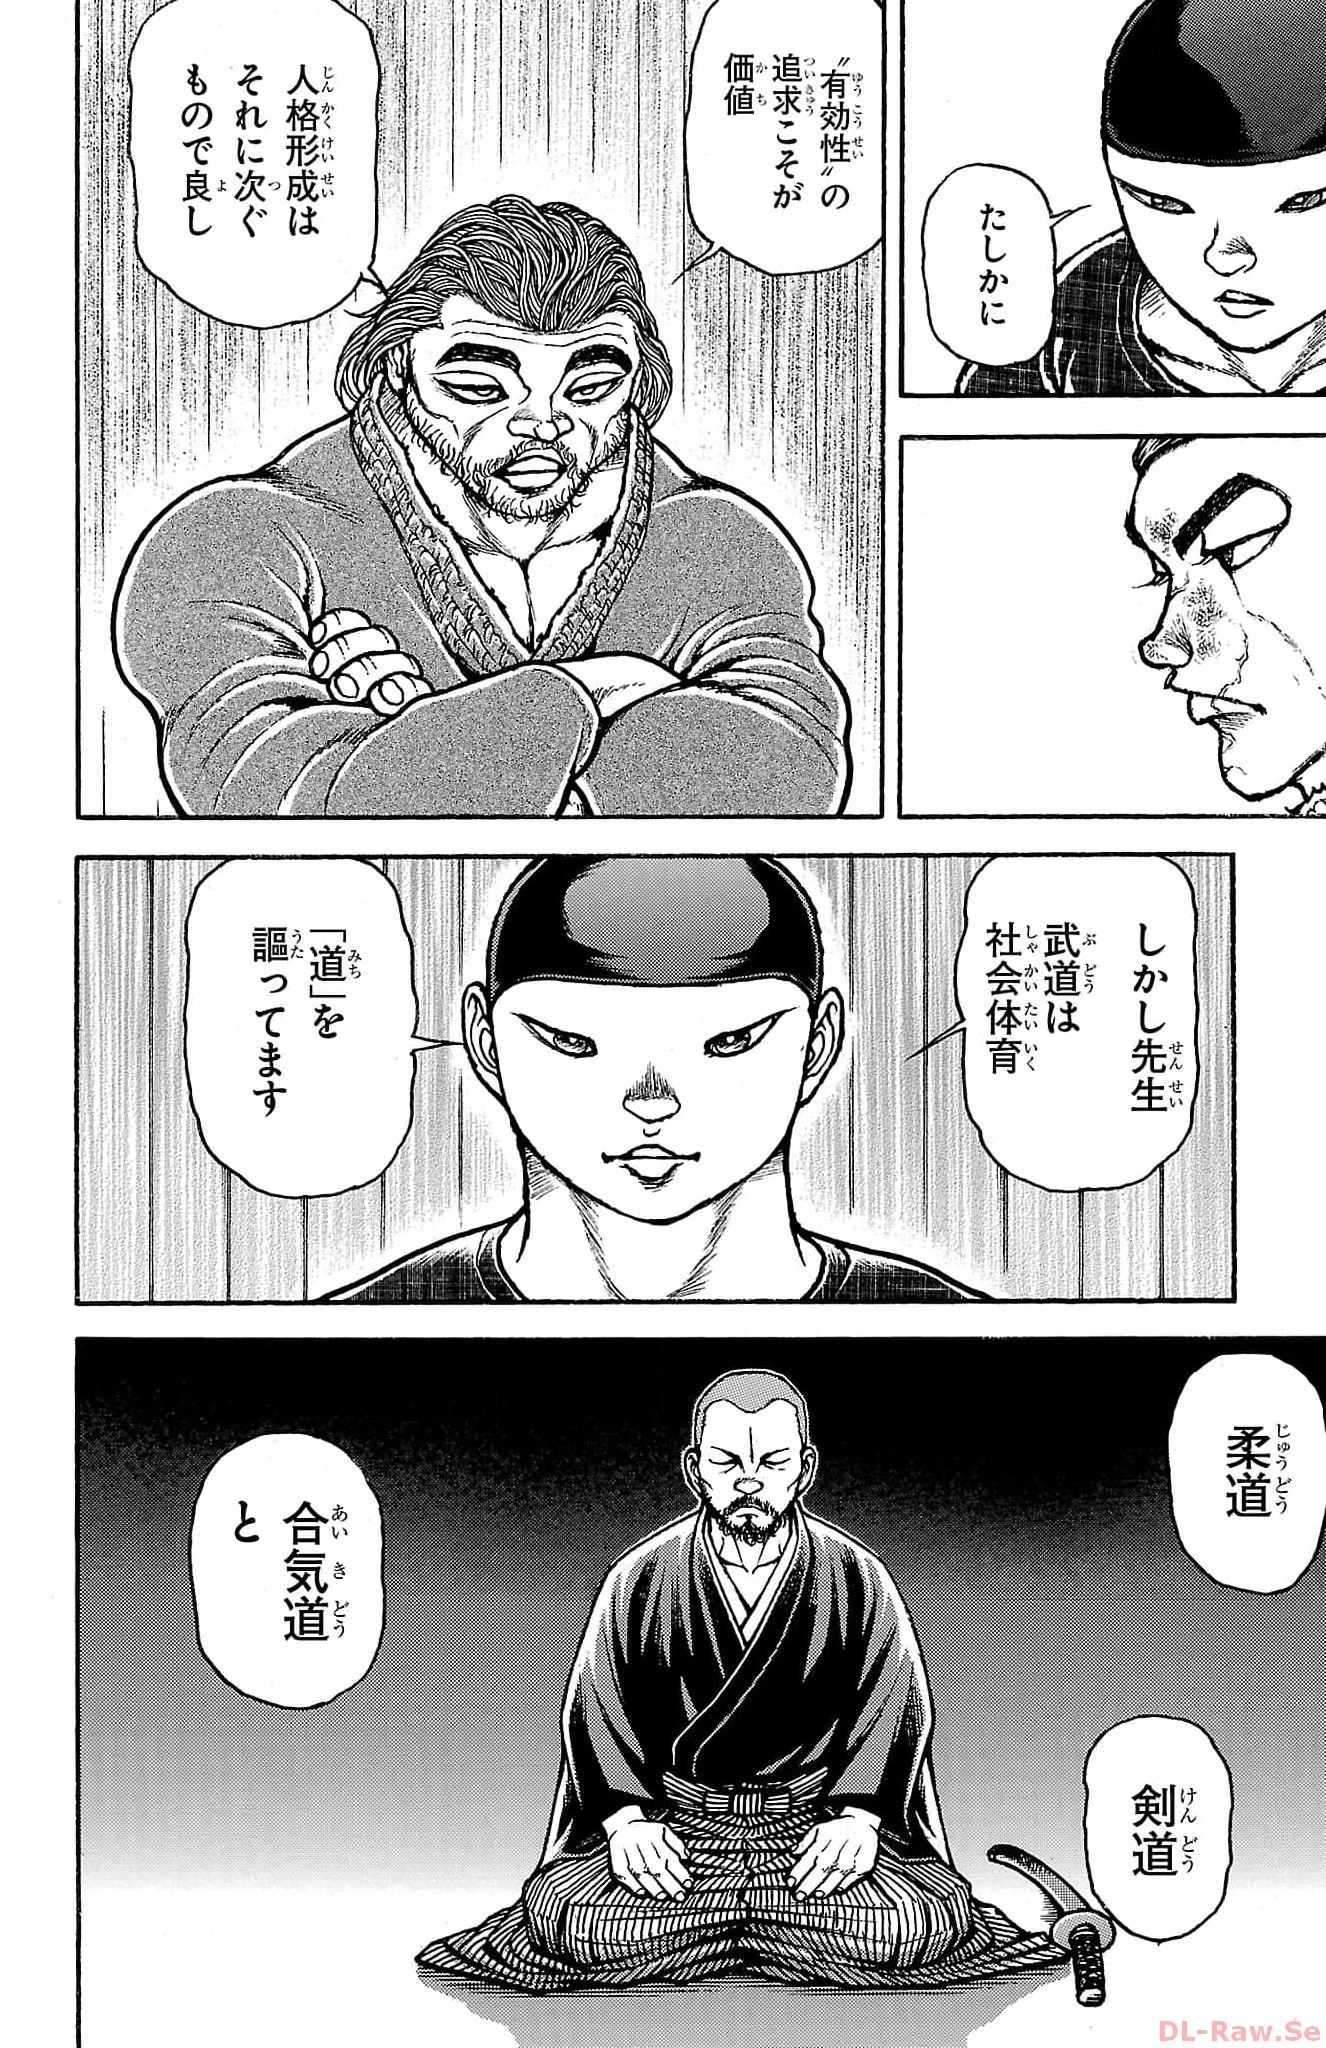 たしかに
〝有効性〟の
追求こそが
価値
人格形成は
それに次ぐ
もので良し
しかし先生
武道は
社会体育
「道」を
謳ってます
柔道
剣道
合気道
と
DL-Raw.Se